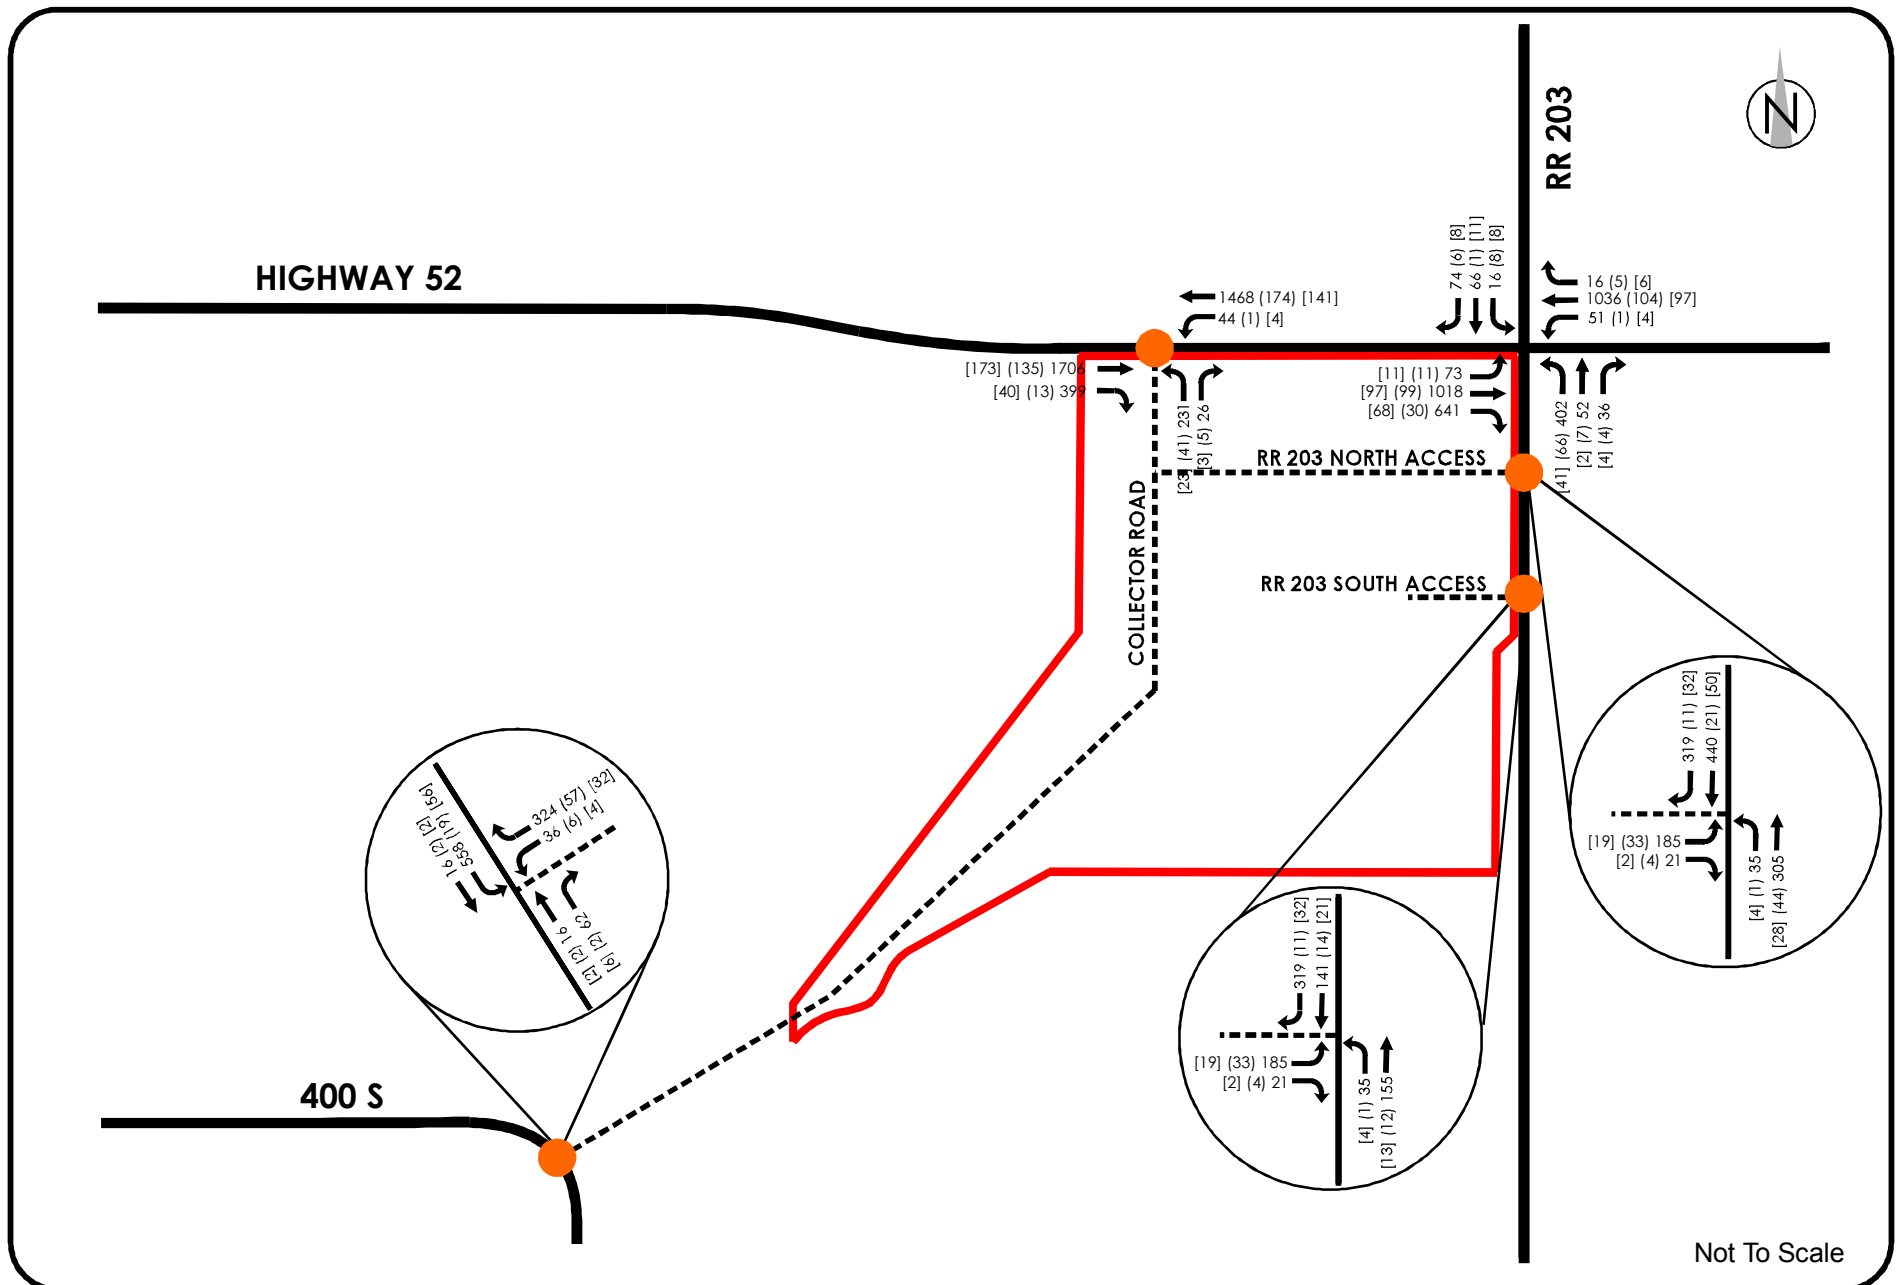 RR 203
N
HIGHWAY 52
74 (6) [8]
66 (1) [11]
16 (8) [8]
16 (5) [6]
1036 (104) [97]
51 (1) [4]
1468 (174) [141]
44 (1) [4]
[173] (135) 1706
[40] (13) 399
[23] (41) 231
[3] (5) 26
[11] (11) 73
[97] (99) 1018
[68] (30) 641
[41] (66) 402
[2] (7) 52
[4] (4) 36
RR 203 NORTH ACCESS
COLLECTOR ROAD
RR 203 SOUTH ACCESS
319 (11) [32]
440 (21) [50]
[19] (33) 185
[2] (4) 21
[4] (1) 35
[28] (44) 305
324 (57) [32]
36 (6) [4]
558 (19) [56]
16 (2) [2]
[2] (2) 16
[6] (2) 62
319 (11) [32]
141 (14) [21]
[19] (33) 185
[2] (4) 21
[4] (1) 35
[13] (12) 155
400 S
Not To Scale